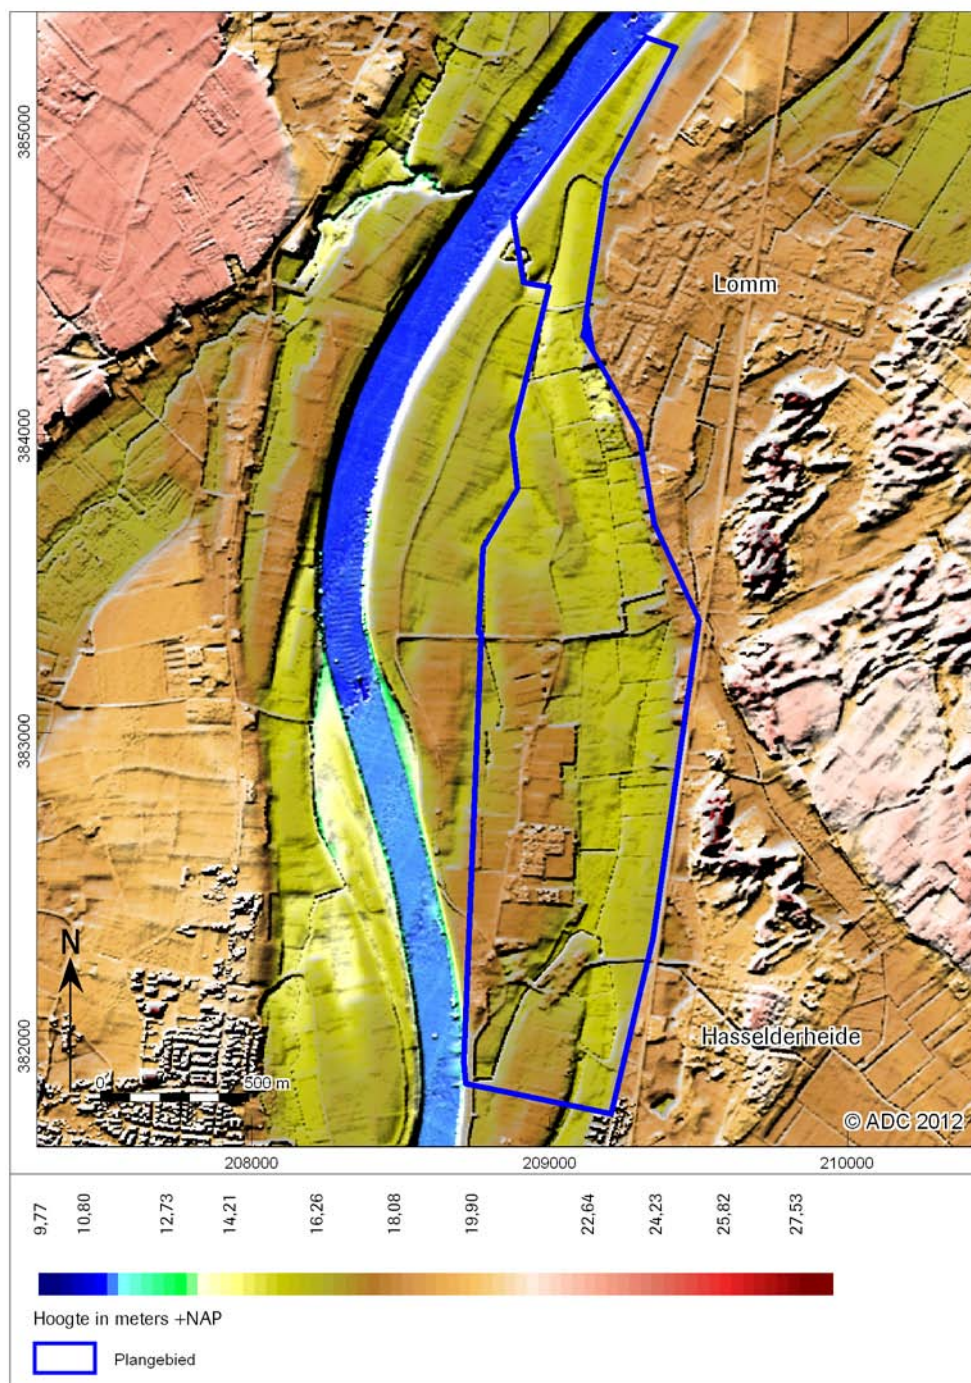 385000
384000
383000
382000
Lomm
Hasselderheide
N
0
500 m
© ADC 2012
208000
209000
210000
9,77
10,80
12,73
14,21
16,26
18,08
19,90
22,64
24,23
25,82
27,53
Hoogte in meters +NAP
Plangebied